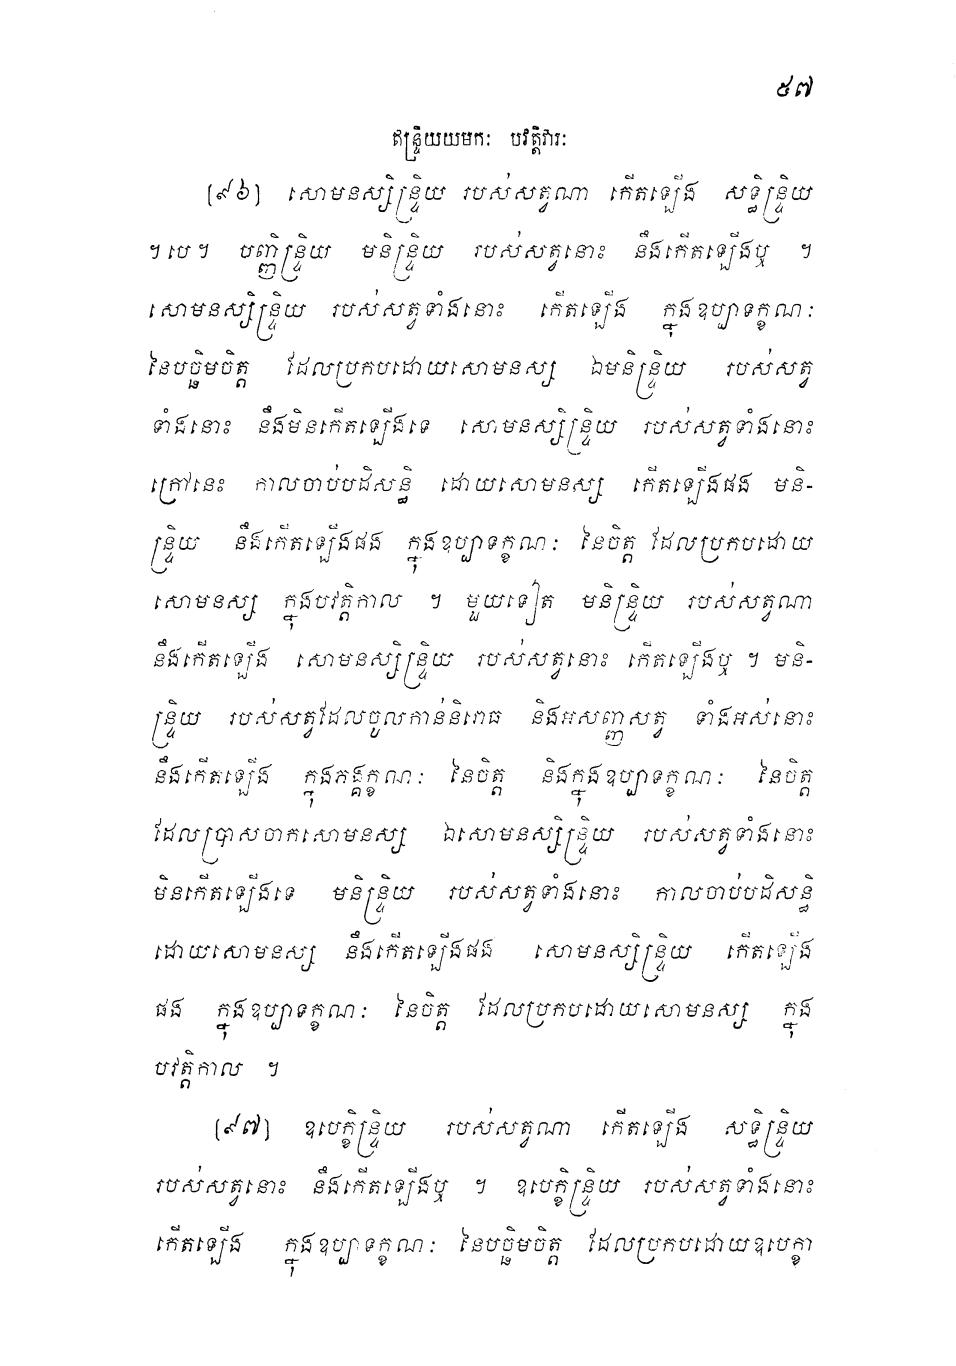 ៥៧
ឥន្ទ្រិយយមកៈ បវត្តិវារៈ
[៩៦] សោមនស្សិន្ទ្រិយ របស់សត្វណា កើតឡើង សទ្ធិន្ទ្រិយ
។បេ។ បញ្ញិន្ទ្រិយ មនិន្ទ្រិយ របស់សត្វនោះ នឹងកើតឡើងឬ ។
សោមនស្សិន្ទ្រិយ របស់សត្វទាំងនោះ កើតឡើង ក្នុងឧប្បាទក្ខណៈ
នៃបច្ឆិមចិត្ត ដែលប្រកបដោយសោមនស្ស ឯមនិន្ទ្រិយ របស់សត្វ
ទាំងនោះ នឹងមិនកើតឡើងទេ សោមនស្សិន្ទ្រិយ របស់សត្វទាំងនោះ
ក្រៅនេះ កាលចាប់បដិសន្ធិ ដោយសោមនស្ស កើតឡើងផង មនិ-
ន្ទ្រិយ នឹងកើតឡើងផង ក្នុងឧប្បាទក្ខណៈ នៃចិត្ត ដែលប្រកបដោយ
សោមនស្ស ក្នុងបវត្តិកាល ។ មួយទៀត មនិន្ទ្រិយ របស់សត្វណា
នឹងកើតឡើង សោមនស្សិន្ទ្រិយ របស់សត្វនោះ កើតឡើងឬ ។ មនិ-
ន្ទ្រិយ របស់សត្វដែលចូលកាន់និរោធ និងអសញ្ញសត្វ ទាំងអស់នោះ
នឹងកើតឡើង ក្នុងភង្គក្ខណៈ នៃចិត្ត និងក្នុងឧប្បាទក្ខណៈ នៃចិត្ត
ដែលប្រាសចាកសោមនស្ស ឯសោមនស្សិន្ទ្រិយ របស់សត្វទាំងនោះ
មិនកើតឡើងទេ មនិន្ទ្រិយ របស់សត្វទាំងនោះ កាលចាប់បដិសន្ធិ
ដោយសោមនស្ស នឹងកើតឡើងផង សោមនស្សិន្ទ្រិយ កើតឡើង
ផង ក្នុងឧប្បាទក្ខណៈ នៃចិត្ត ដែលប្រកបដោយសោមនស្ស ក្នុង
បវត្តិកាល ។
[៩៧] ឧបេក្ខិន្ទ្រិយ របស់សត្វណា កើតឡើង សទ្ធិន្ទ្រិយ
របស់សត្វនោះ នឹងកើតឡើងឬ ។ ឧបេក្ខិន្ទ្រិយ របស់សត្វទាំងនោះ
កើតឡើង ក្នុងឧប្បាទក្ខណៈ នៃបច្ឆិមចិត្ត ដែលប្រកបដោយឧបេក្ខា